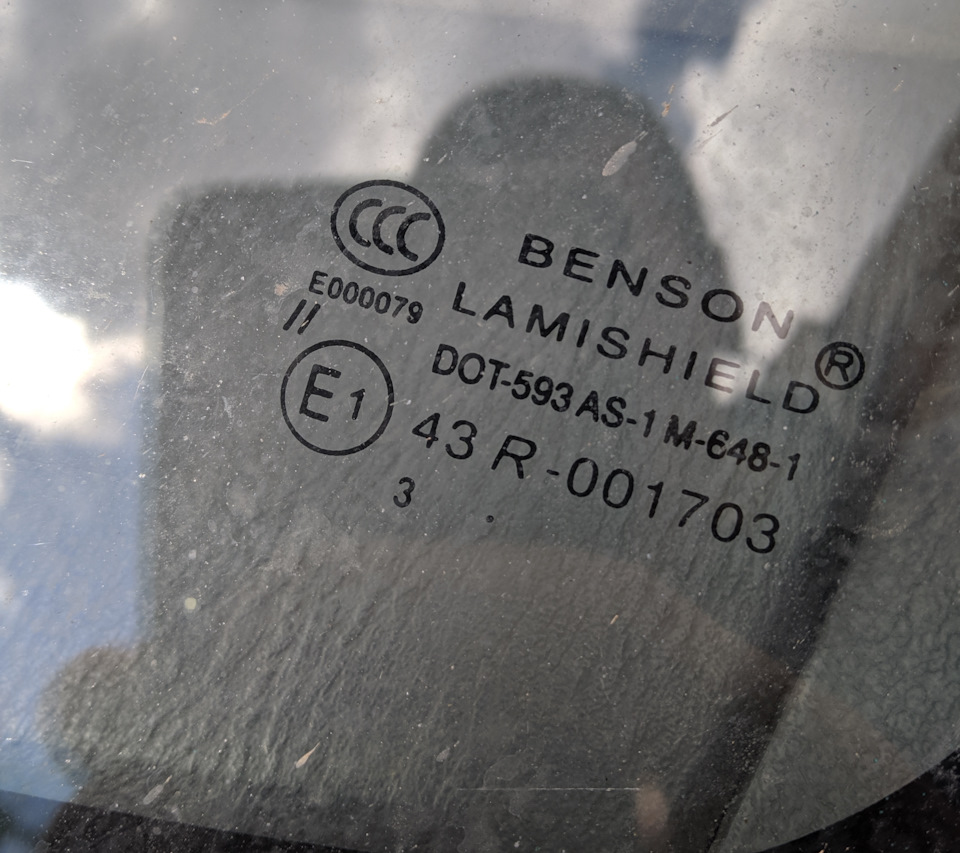 CCC
E000079
//
E1
BENSON
LAMISHIELD®
DOT-593 AS-1 M-648-1
43 R-001703
3